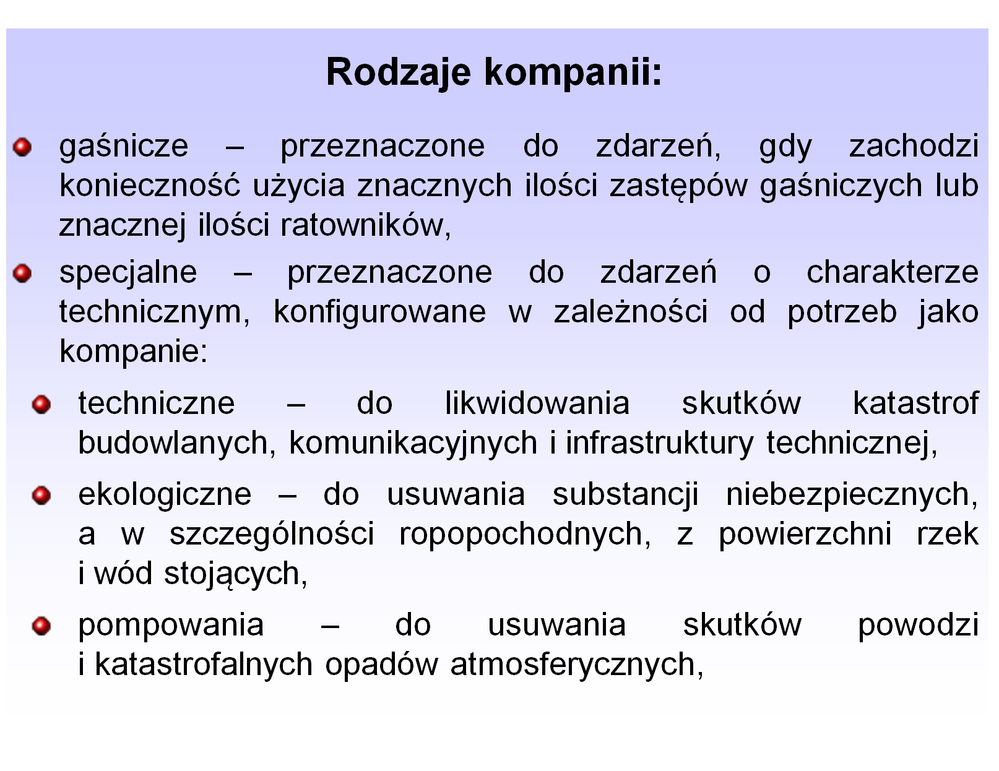 Rodzaje kompanii:
gaśnicze – przeznaczone do zdarzeń, gdy zachodzi
konieczność użycia znacznych ilości zastępów gaśniczych lub
znacznej ilości ratowników,
specjalne – przeznaczone do zdarzeń o charakterze
technicznym, konfigurowane w zależności od potrzeb jako
kompanie:
techniczne – do likwidowania skutków katastrof
budowlanych, komunikacyjnych i infrastruktury technicznej,
ekologiczne – do usuwania substancji niebezpiecznych,
a w szczególności ropopochodnych, z powierzchni rzek
i wód stojących,
pompowania – do usuwania skutków powodzi
i katastrofalnych opadów atmosferycznych,